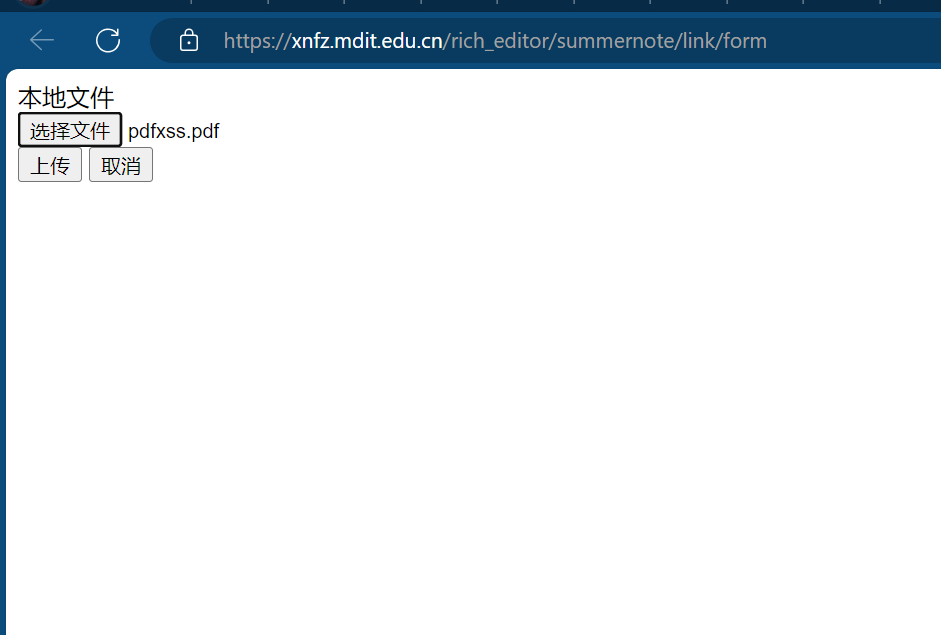 https://xnfz.mdit.edu.cn/rich_editor/summernote/link/form
本地文件
选择文件 pdfxss.pdf
上传 取消